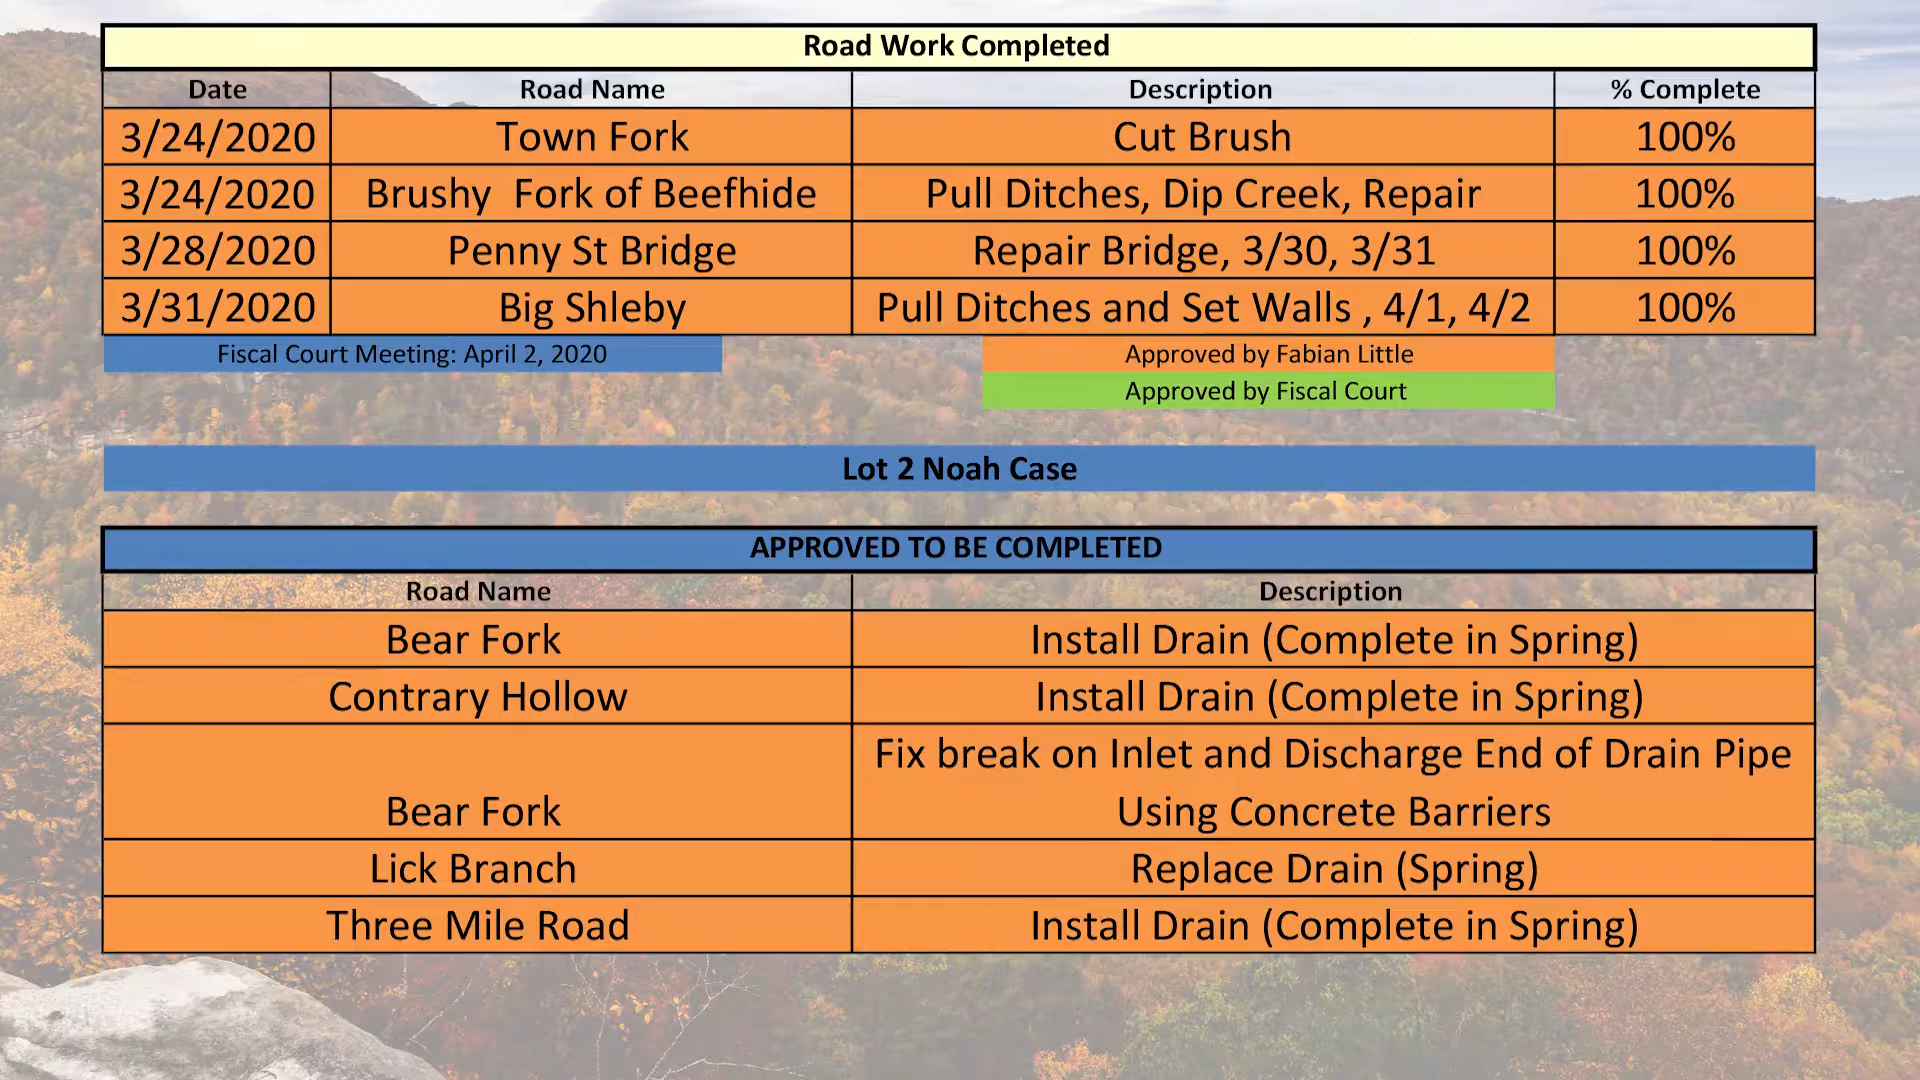 Road Work Completed
Date Road Name Description % Complete
3/24/2020 Town Fork Cut Brush 100%
3/24/2020 Brushy Fork of Beefhide Pull Ditches, Dip Creek, Repair 100%
3/28/2020 Penny St Bridge Repair Bridge, 3/30, 3/31 100%
3/31/2020 Big Shleby Pull Ditches and Set Walls , 4/1, 4/2 100%
Fiscal Court Meeting: April 2, 2020 Approved by Fabian Little
Approved by Fiscal Court
Lot 2 Noah Case
APPROVED TO BE COMPLETED
Road Name Description
Bear Fork Install Drain (Complete in Spring)
Contrary Hollow Install Drain (Complete in Spring)
Fix break on Inlet and Discharge End of Drain Pipe
Bear Fork Using Concrete Barriers
Lick Branch Replace Drain (Spring)
Three Mile Road Install Drain (Complete in Spring)